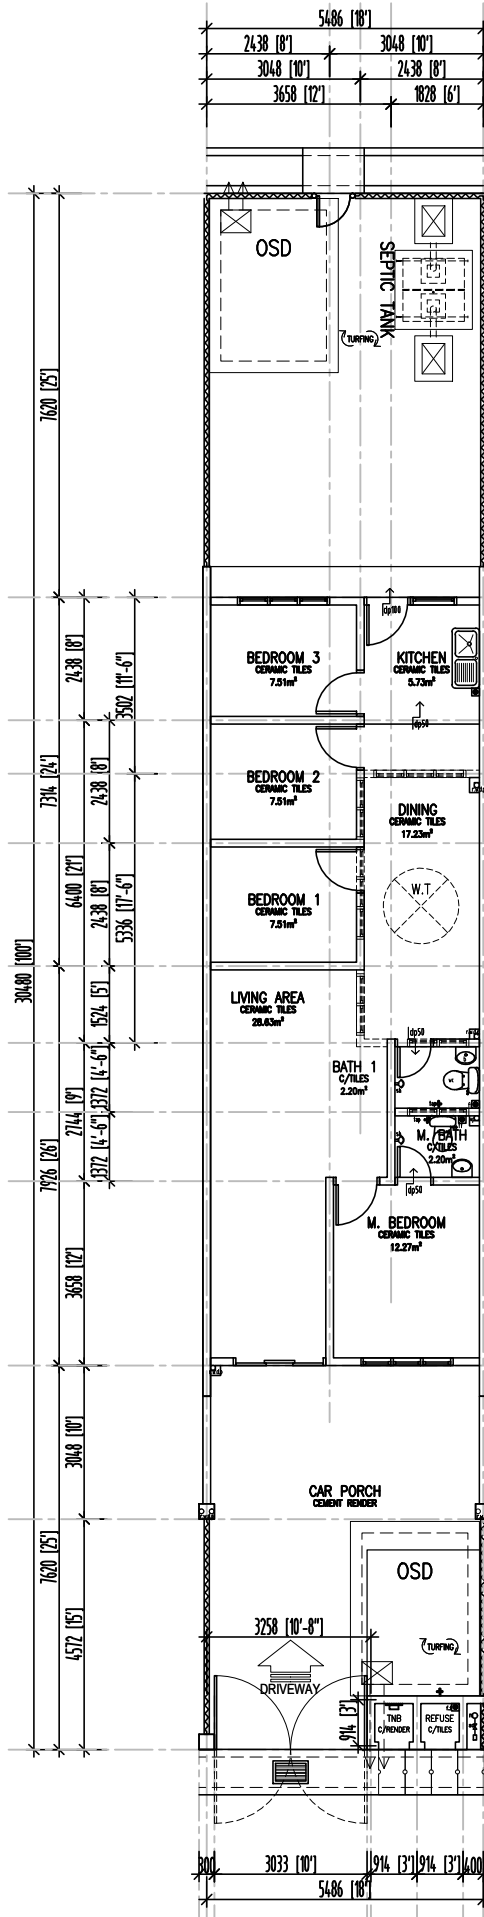 5486 [18']
2438 [8'] 3048 [10']
3048 [10'] 2438 [8']
3658 [12'] 1828 [6']
OSD
SEPTIC TANK
TURFING
7620 [25']
dp100
BEDROOM 3
CERAMIC TILES
7.51m²
KITCHEN
CERAMIC TILES
5.73m²
2438 [8']
3502 [11'-6"]
dp50
BEDROOM 2
CERAMIC TILES
7.51m²
7314 [24']
2438 [8']
DINING
CERAMIC TILES
17.23m²
W.T
6400 [21']
2438 [8']
5336 [17'-6"]
BEDROOM 1
CERAMIC TILES
7.51m²
30480 [100']
1524 [5']
LIVING AREA
CERAMIC TILES
28.63m²
dp50
BATH 1
C/TILES
2.20m²
2744 [9']
1372 [4'-6"]
1372 [4'-6"]
M. BATH
C/TILES
2.20m²
dp50
7926 [26']
M. BEDROOM
CERAMIC TILES
12.27m²
3658 [12']
3048 [10']
CAR PORCH
CEMENT RENDER
7620 [25']
4572 [15']
OSD
TURFING
3258 [10'-8"]
DRIVEWAY
914 [3']
TNB
C/RENDER
REFUSE
C/TILES
300 3033 [10'] 914 [3'] 914 [3'] 400
5486 [18']